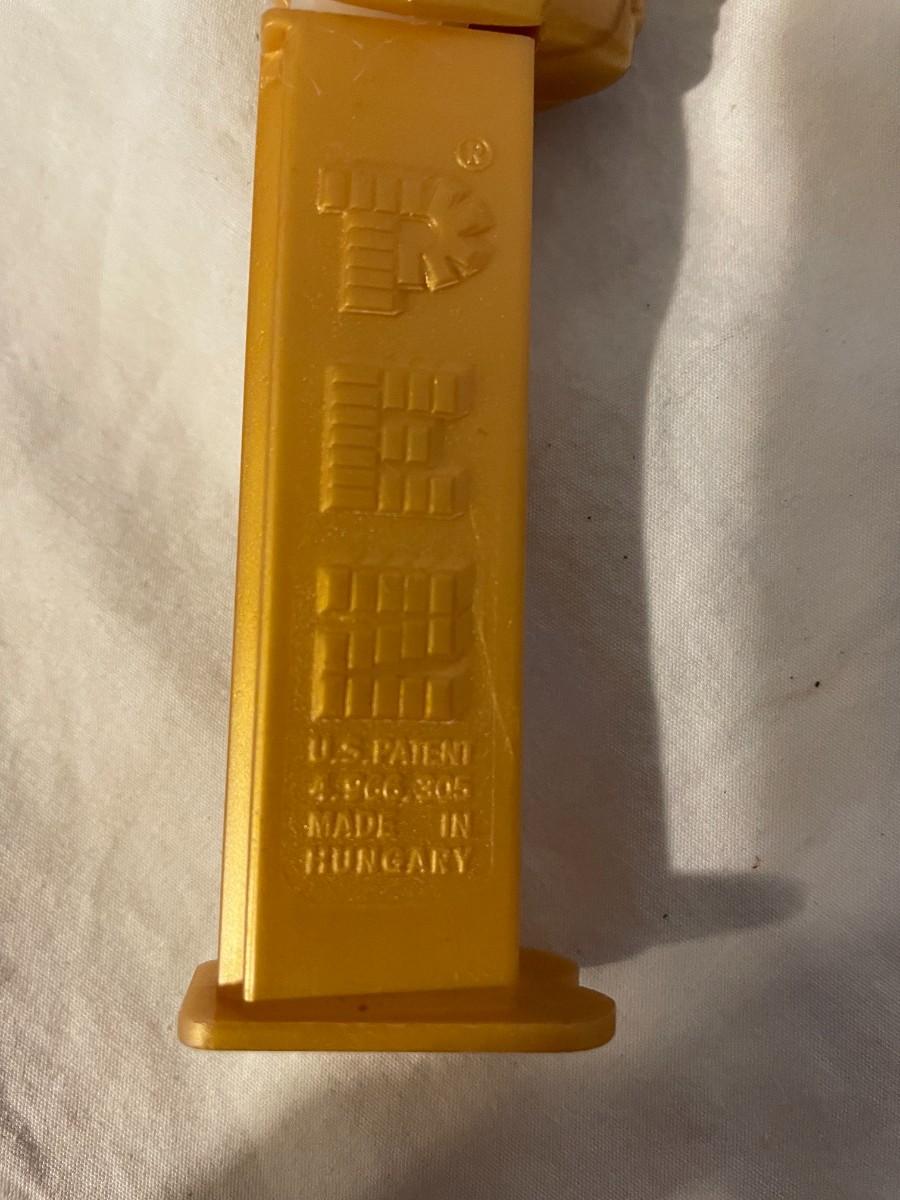 PEZ
®
U.S. PATENT
4.966.305
MADE IN
HUNGARY